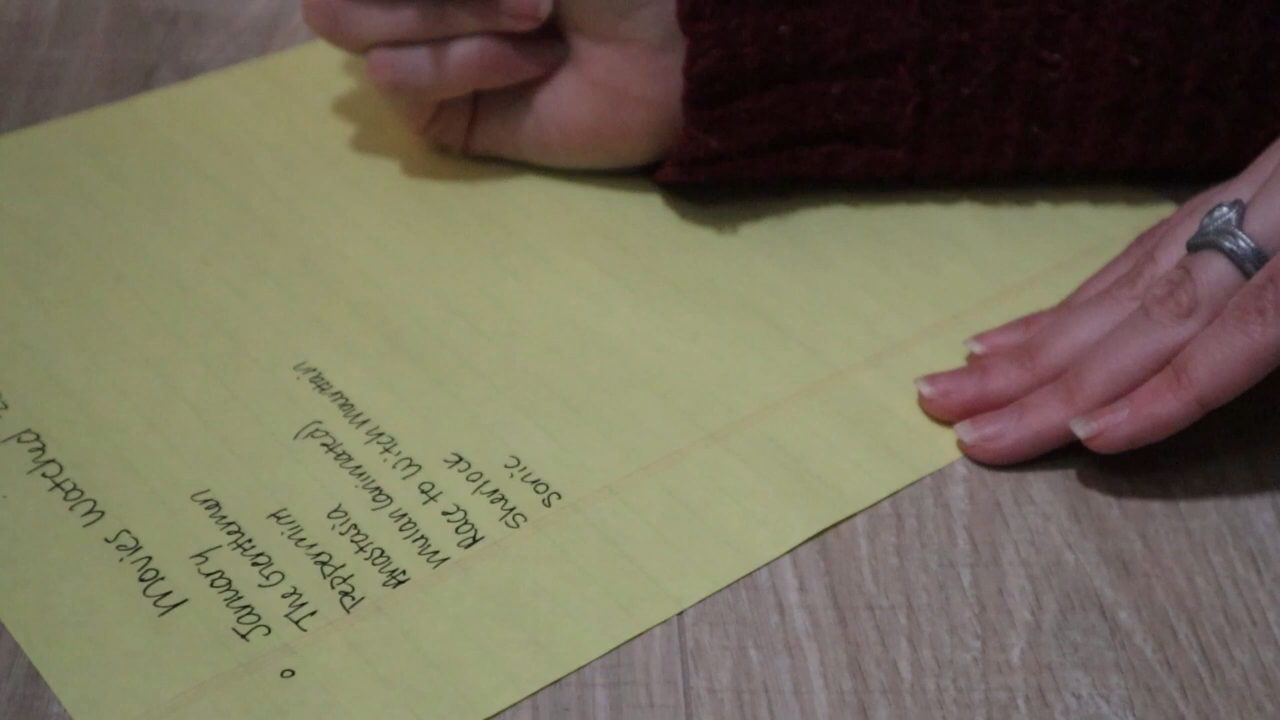 Movies Watched
January
The Gentlemen
Peppermint
Anastasia
Mulan (animated)
Race to Witch Mountain
Sherlock
Sonic